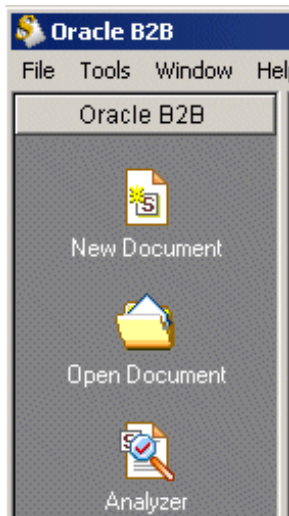 Oracle B2B
File Tools Window Hel
Oracle B2B
New Document
Open Document
Analyzer